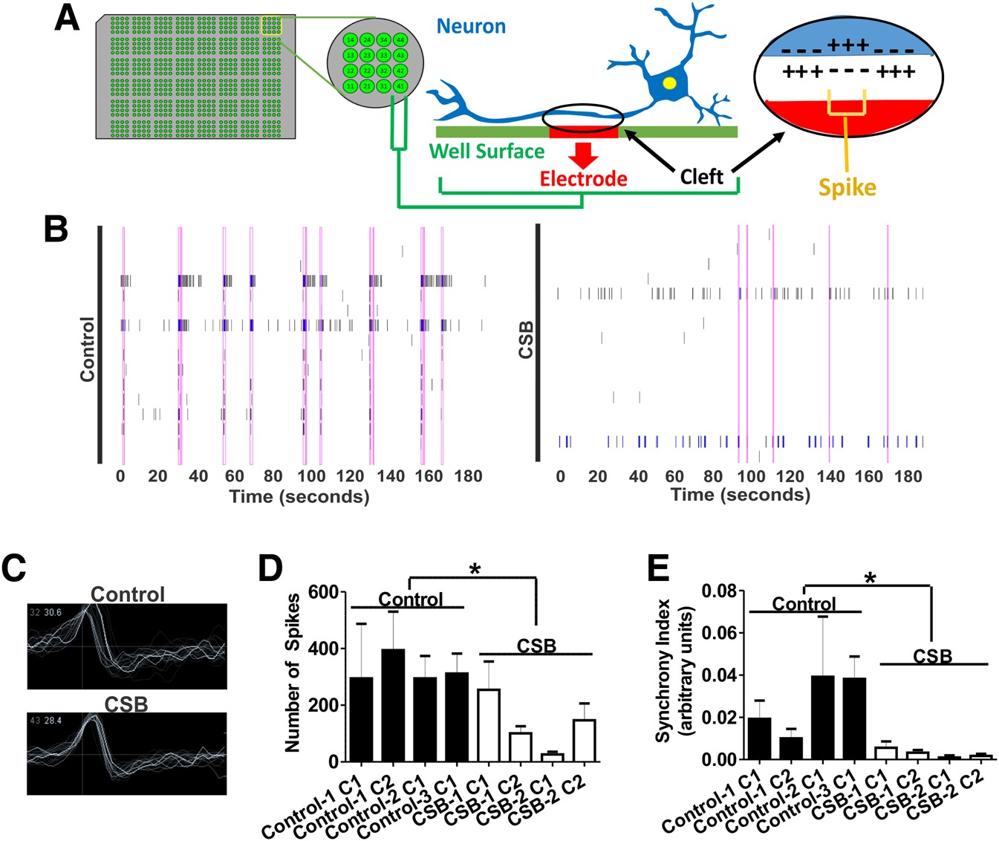 A
Neuron
14 24 34 44
13 23 33 43
12 22 32 42
11 21 31 41
+++
- - - - - -
+++ - - - +++
Well Surface
Electrode
Cleft
Spike
B
Control
0 20 40 60 80 100 120 140 160 180
Time (seconds)
CSB
0 20 40 60 80 100 120 140 160 180
Time (seconds)
C
Control
32 30.6
CSB
43 28.4
D
*
Control
CSB
Number of Spikes
600
400
200
0
Control-1 C1
Control-1 C2
Control-2 C1
Control-3 C1
CSB-1 C1
CSB-1 C2
CSB-2 C1
CSB-2 C2
E
*
Control
CSB
Synchrony Index
(arbitrary units)
0.08
0.06
0.04
0.02
0.00
Control-1 C1
Control-1 C2
Control-2 C1
Control-3 C1
CSB-1 C1
CSB-1 C2
CSB-2 C1
CSB-2 C2